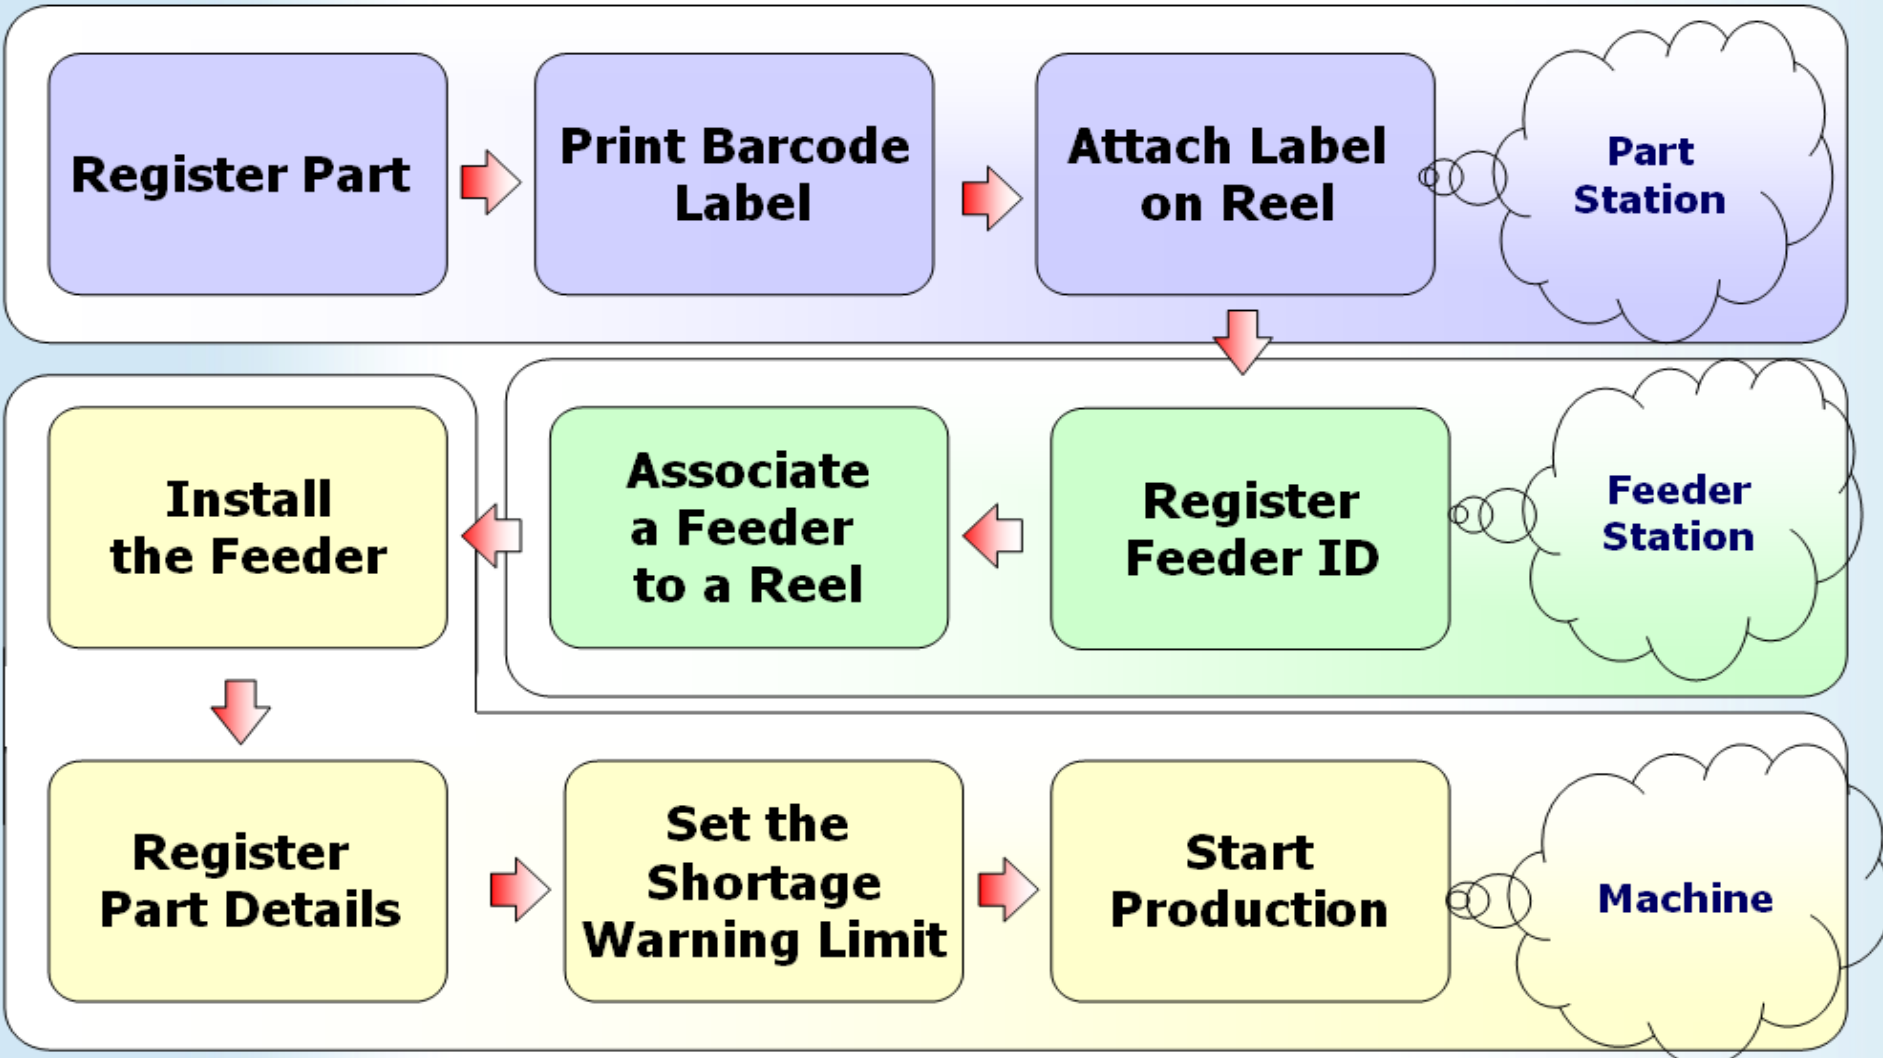 Register Part
Print Barcode
Label
Attach Label
on Reel
Part
Station
Register
Feeder ID
Feeder
Station
Associate
a Feeder
to a Reel
Install
the Feeder
Register
Part Details
Set the
Shortage
Warning Limit
Start
Production
Machine